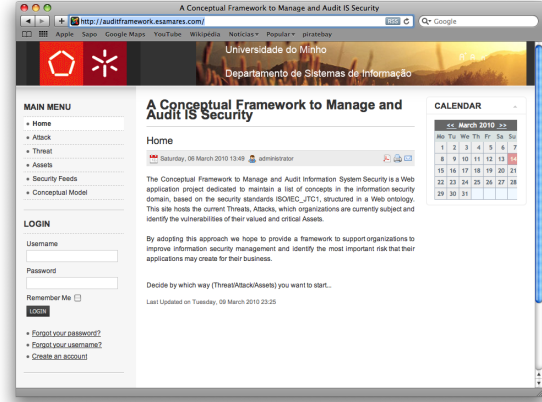 A Conceptual Framework to Manage and Audit IS Security
http://auditframework.esamares.com/
RSS
Google
Apple Sapo Google Maps YouTube Wikipédia Notícias Popular piratebay
Universidade do Minho
Departamento de Sistemas de Informação
MAIN MENU
Home
Attack
Threat
Assets
Security Feeds
Conceptual Model
LOGIN
Username
Password
Remember Me
LOGIN
Forgot your password?
Forgot your username?
Create an account
A Conceptual Framework to Manage and
Audit IS Security
Home
Saturday, 06 March 2010 13:49 administrator
The Conceptual Framework to Manage and Audit Information System Security is a Web
application project dedicated to maintain a list of concepts in the information security
domain, based on the security standards ISO/IEC_JTC1, structured in a Web ontology.
This site hosts the current Threats, Attacks, which organizations are currently subject and
identify the vulnerabilities of their valued and critical Assets.
By adopting this approach we hope to provide a framework to support organizations to
improve information security management and identify the most important risk that their
applications may create for their business.
Decide by which way (Threat/Attack/Assets) you want to start...
Last Updated on Tuesday, 09 March 2010 23:25
CALENDAR
<< March 2010 >>
Mo Tu We Th Fr Sa Su
1 2 3 4 5 6 7
8 9 10 11 12 13 14
15 16 17 18 19 20 21
22 23 24 25 26 27 28
29 30 31